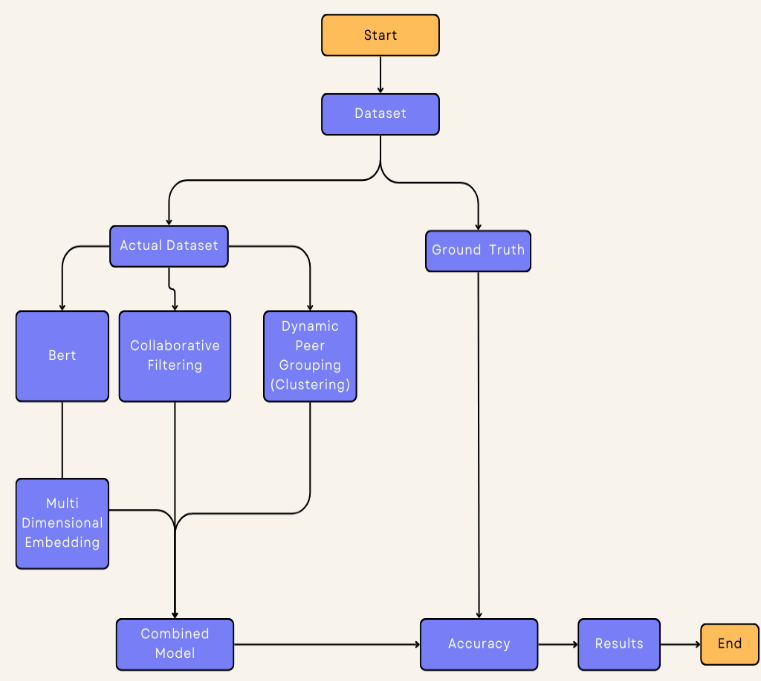 Start
Dataset
Actual Dataset
Ground Truth
Bert
Collaborative
Filtering
Dynamic
Peer
Grouping
(Clustering)
Multi
Dimensional
Embedding
Combined
Model
Accuracy
Results
End